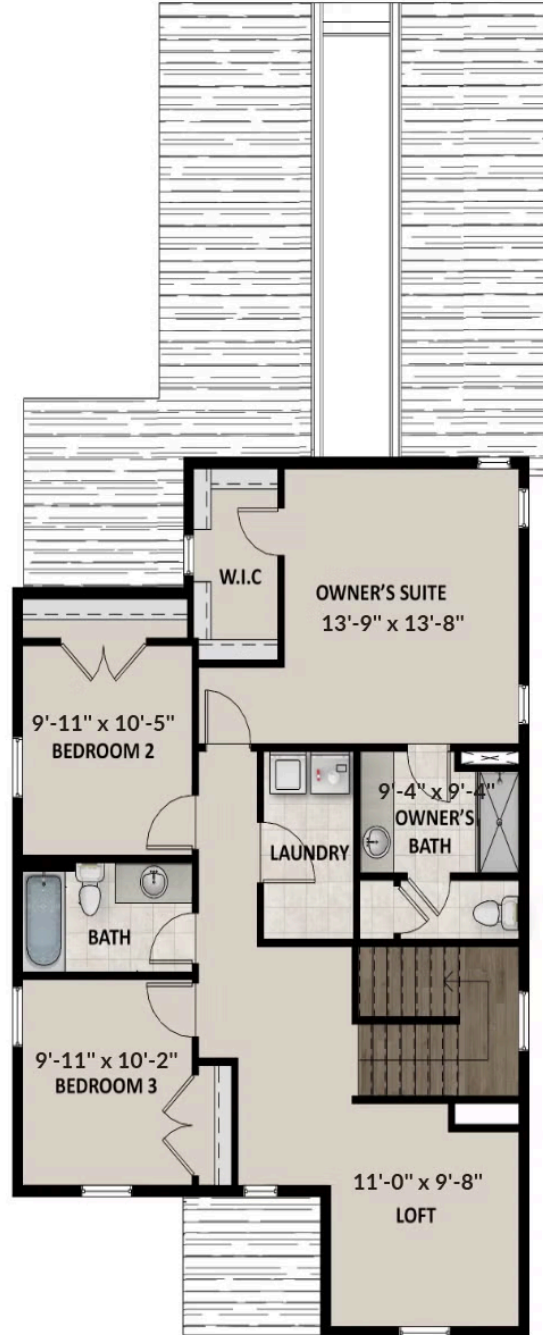 W.I.C
OWNER'S SUITE
13'-9" x 13'-8"
9'-11" x 10'-5"
BEDROOM 2
9'-4" x 9'-4"
OWNER'S
BATH
LAUNDRY
BATH
9'-11" x 10'-2"
BEDROOM 3
11'-0" x 9'-8"
LOFT